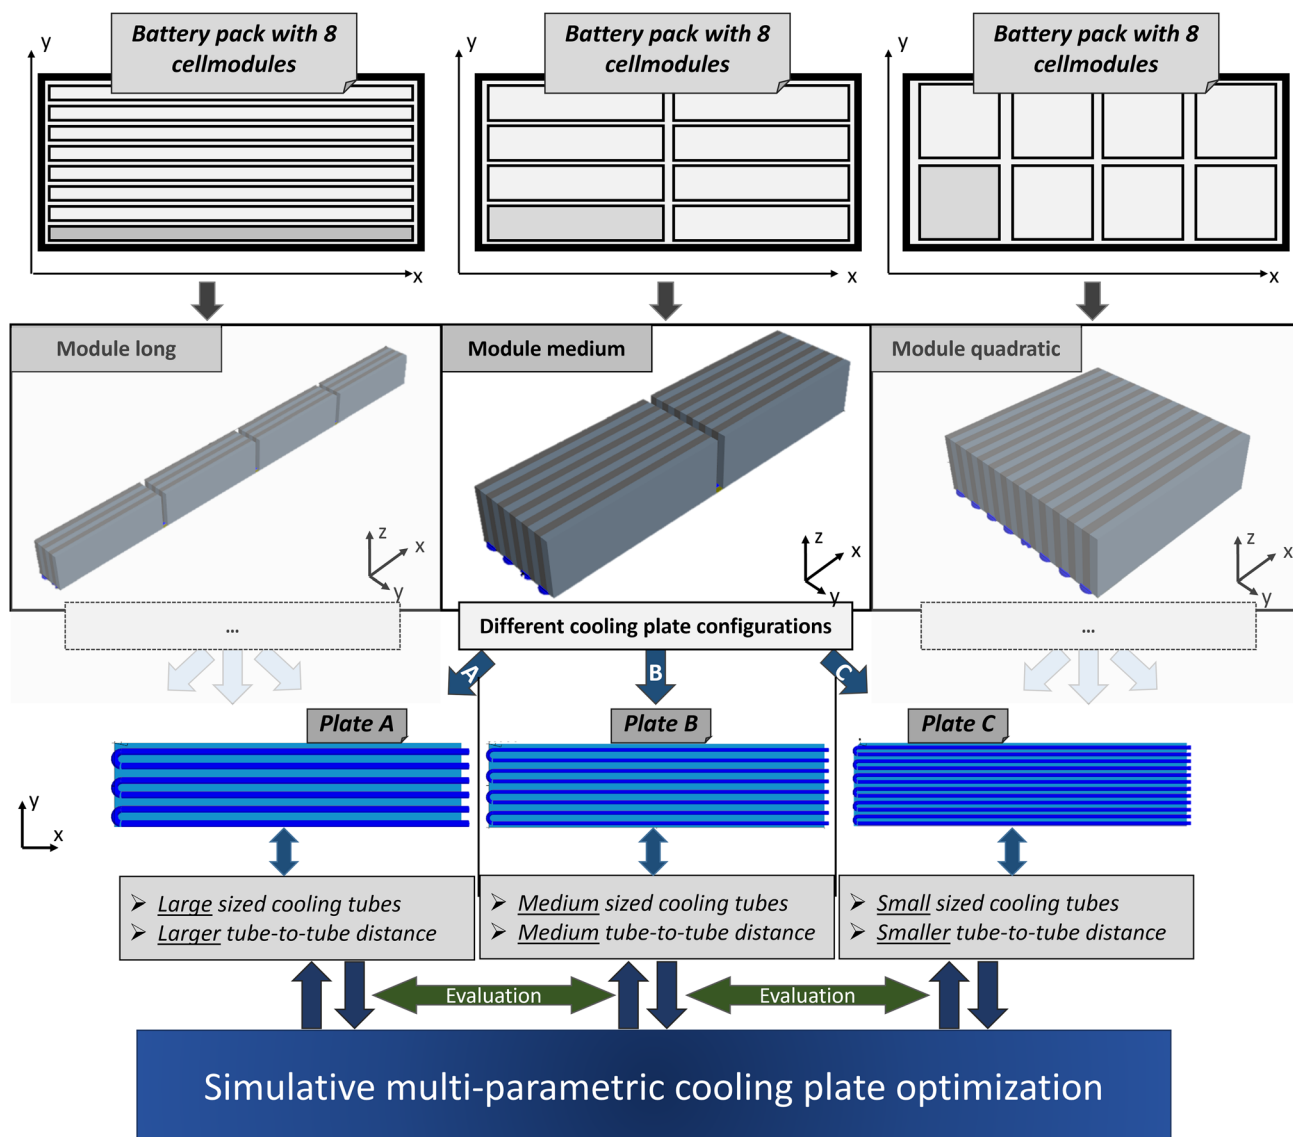 Battery pack with 8
cellmodules
Battery pack with 8
cellmodules
Battery pack with 8
cellmodules
y
y
y
x
x
x
Module long
Module medium
Module quadratic
z
x
y
z
x
y
z
x
y
...
Different cooling plate configurations
...
A
B
C
Plate A
Plate B
Plate C
y
x
➢ Large sized cooling tubes
➢ Larger tube-to-tube distance
➢ Medium sized cooling tubes
➢ Medium tube-to-tube distance
➢ Small sized cooling tubes
➢ Smaller tube-to-tube distance
Evaluation
Evaluation
Simulative multi-parametric cooling plate optimization